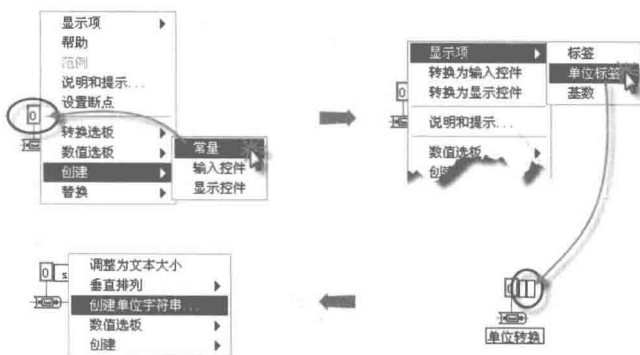 显示项
帮助
范例
说明和提示...
设置断点
0
转换选板
数值选板
创建
替换
常量
输入控件
显示控件
显示项
转换为输入控件
转换为显示控件
说明和提示...
数值选板
标签
单位标签
基数
0
0
s
调整为文本大小
垂直排列
创建单位字符串...
数值选板
创建
0
单位转换